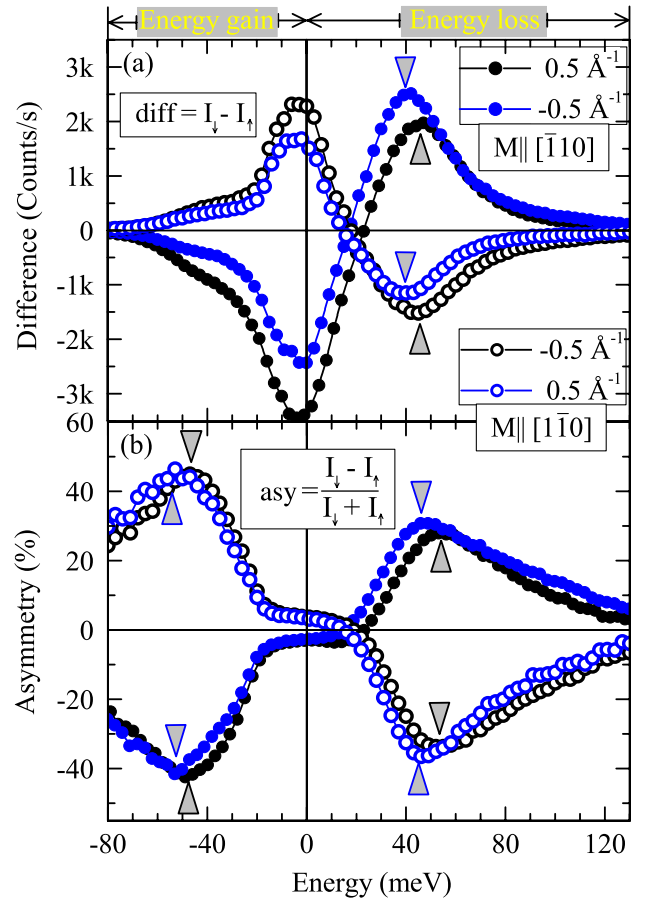 Energy gain Energy loss
(a)
diff = I↓ - I↑
0.5 Å⁻¹
-0.5 Å⁻¹
M|| [1̄10]
3k
2k
1k
0
-1k
-2k
-3k
Difference (Counts/s)
-0.5 Å⁻¹
0.5 Å⁻¹
M|| [11̄0]
(b)
asy = (I↓ - I↑)/(I↓ + I↑)
60
40
20
0
-20
-40
Asymmetry (%)
-80 -40 0 40 80 120
Energy (meV)